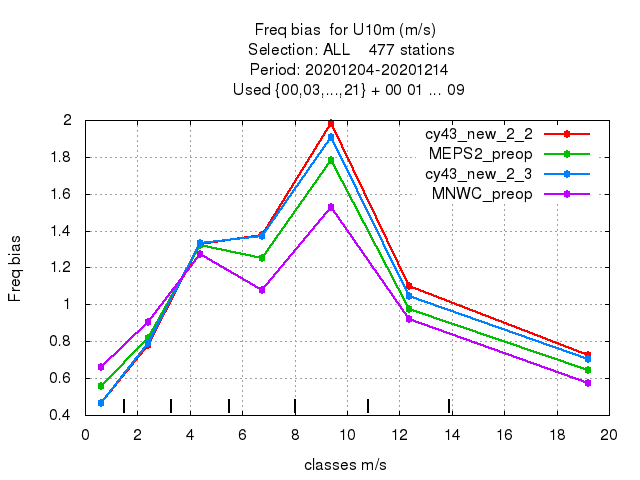 Freq bias  for U10m (m/s)
Selection: ALL    477 stations
Period: 20201204-20201214
Used {00,03,...,21} + 00 01 ... 09
cy43_new_2_2
MEPS2_preop
cy43_new_2_3
MNWC_preop
Freq bias
2
1.8
1.6
1.4
1.2
1
0.8
0.6
0.4
0 2 4 6 8 10 12 14 16 18 20
classes m/s